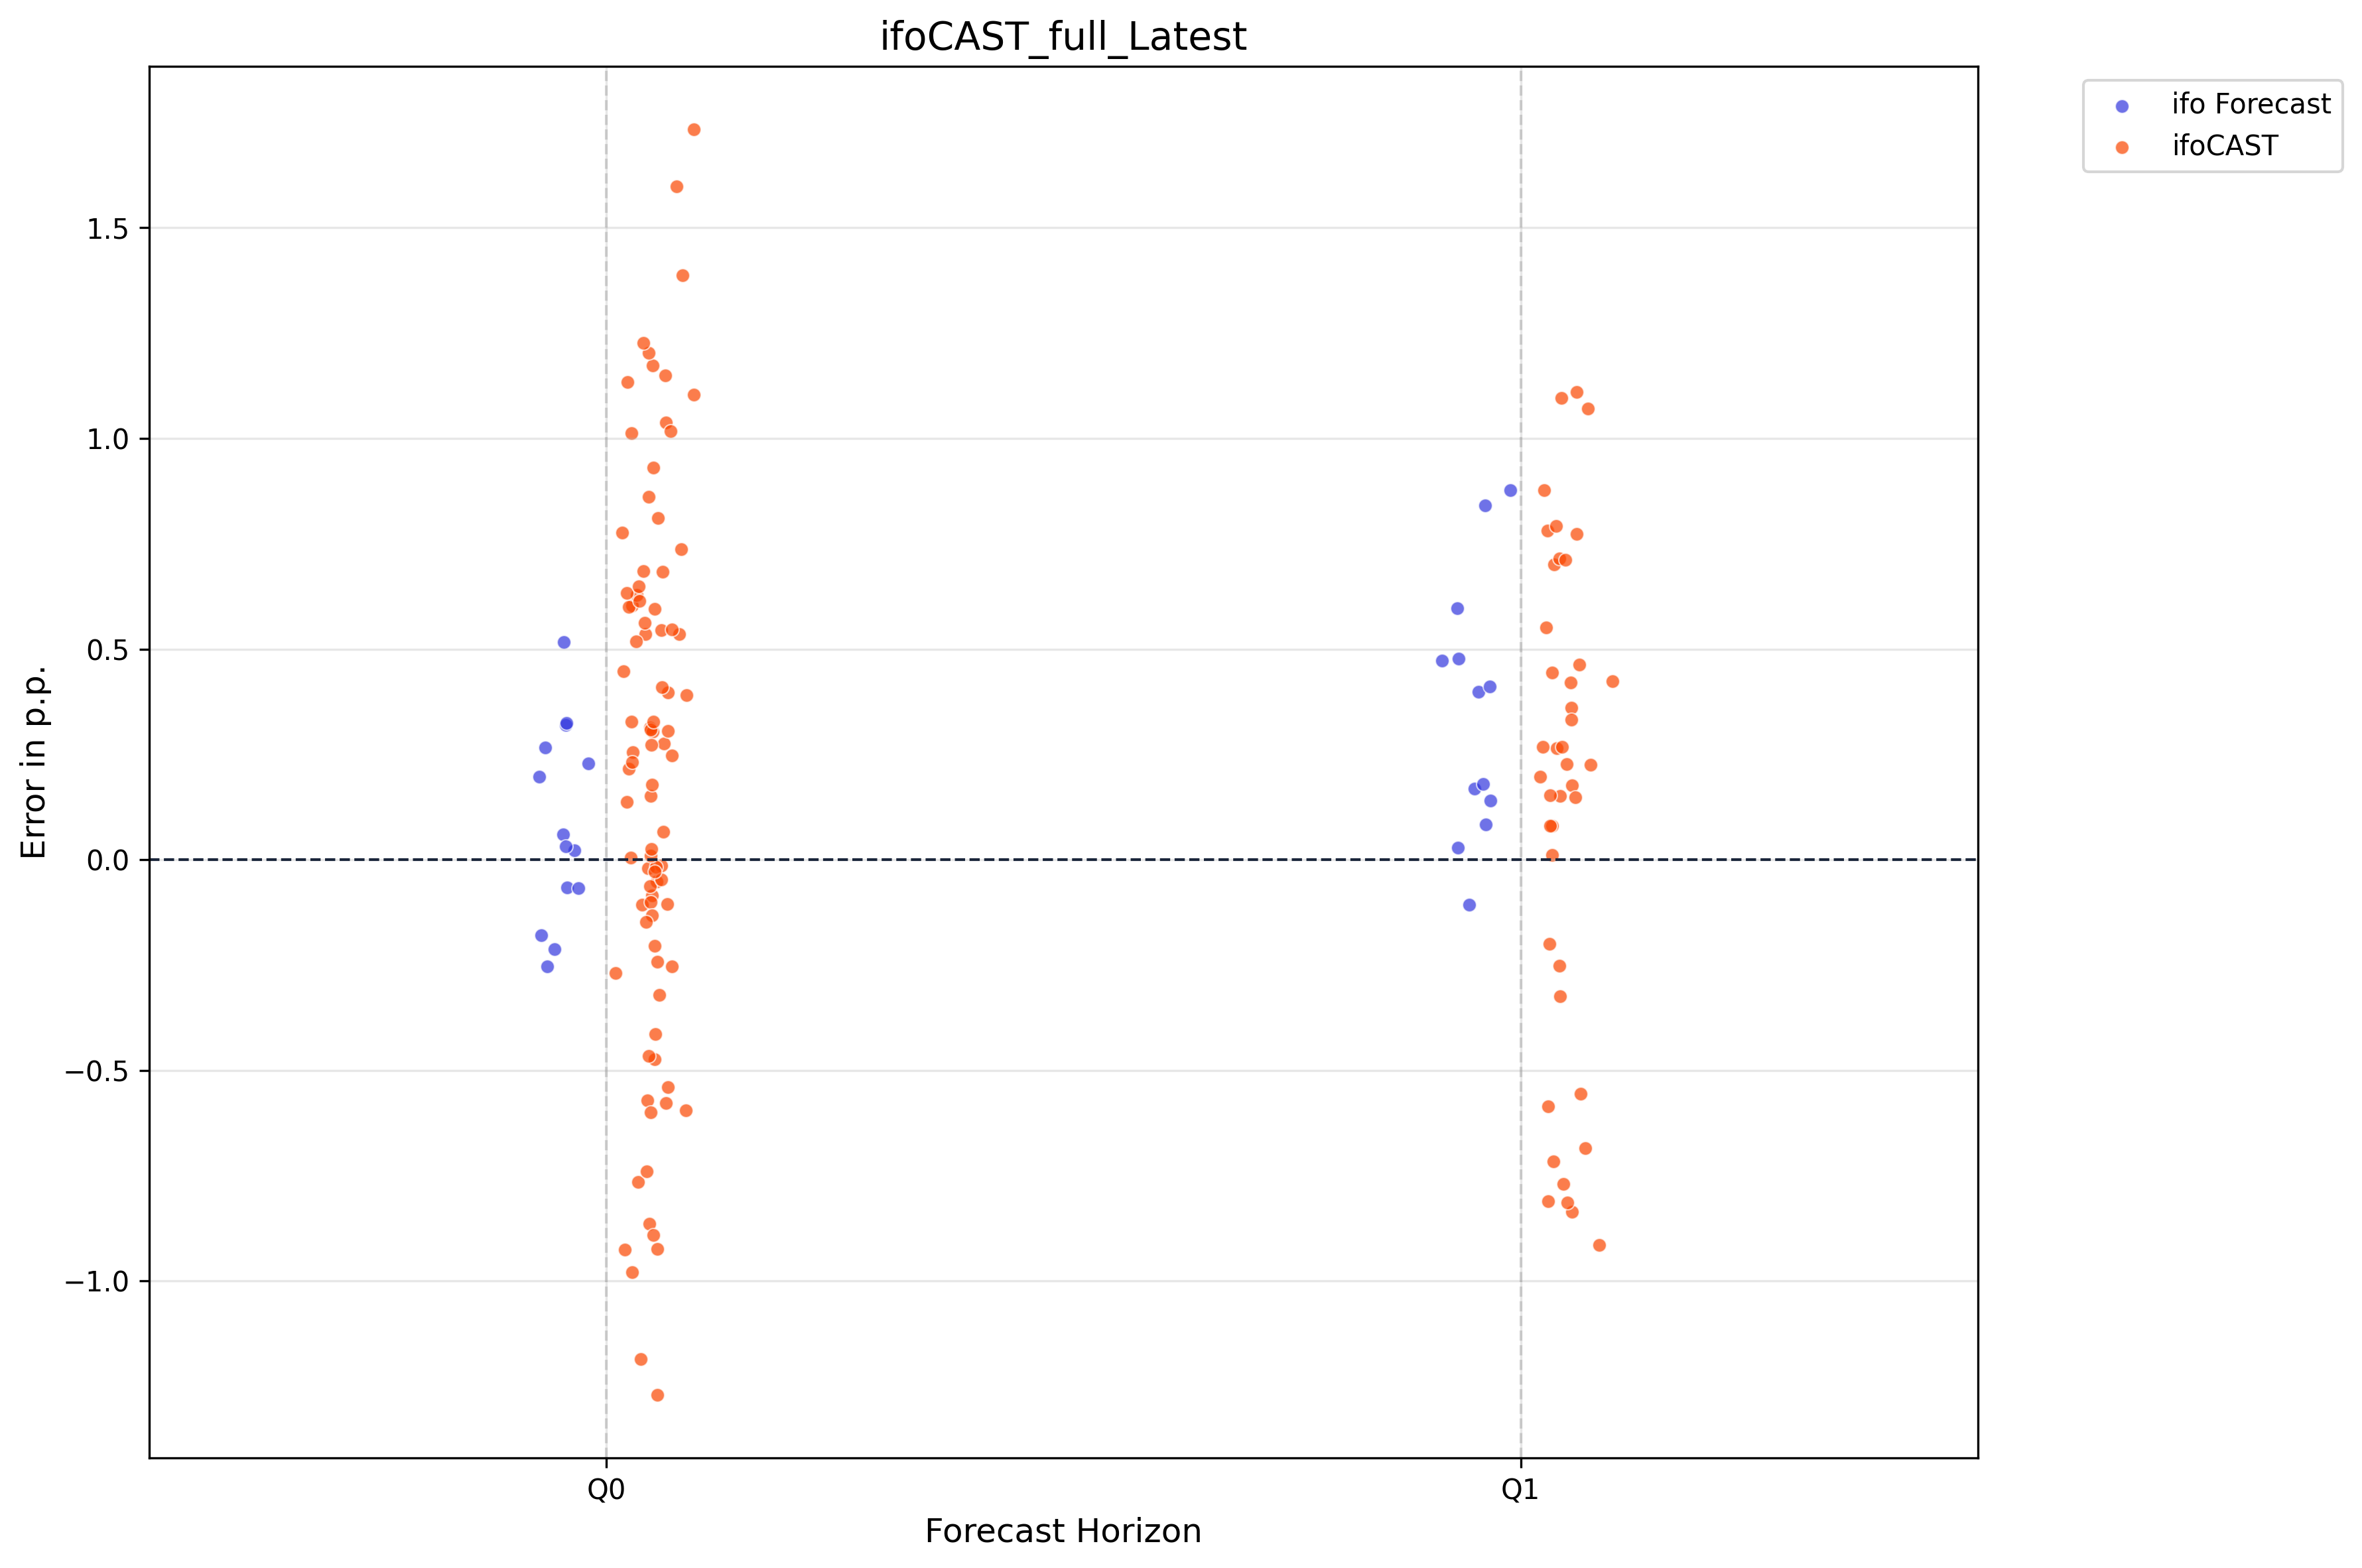 ifoCAST_full_Latest
ifo Forecast
ifoCAST
Error in p.p.
1.5
1.0
0.5
0.0
−0.5
−1.0
Q0
Q1
Forecast Horizon